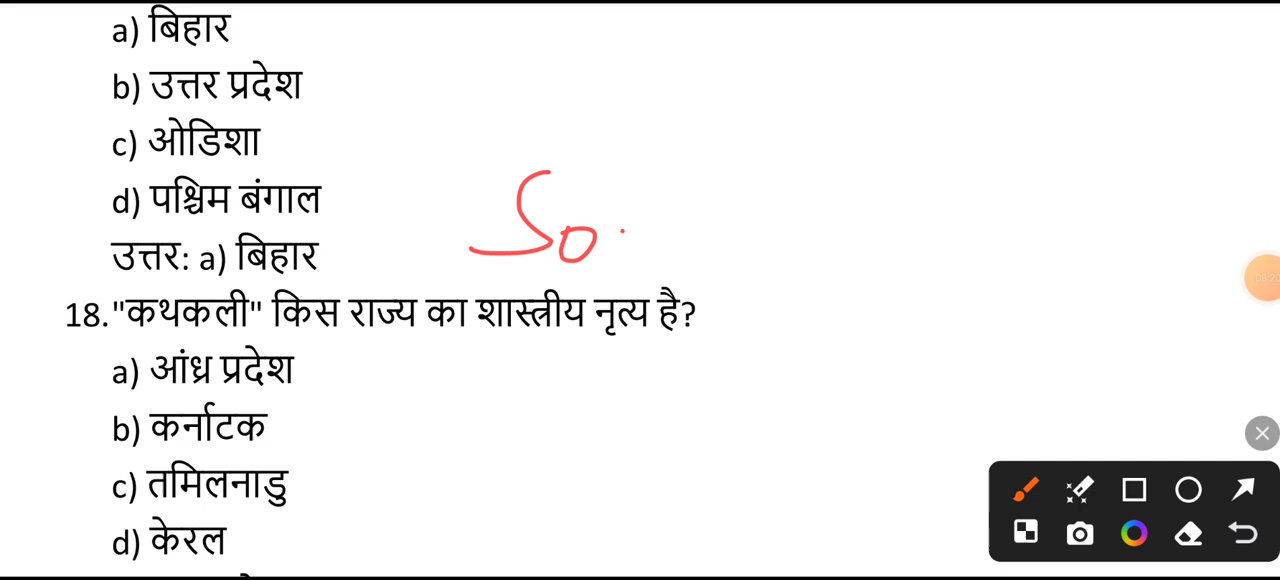 a) बिहार
b) उत्तर प्रदेश
c) ओडिशा
d) पश्चिम बंगाल
So
उत्तर: a) बिहार
18. "कथकली" किस राज्य का शास्त्रीय नृत्य है?
a) आंध्र प्रदेश
b) कर्नाटक
c) तमिलनाडु
d) केरल